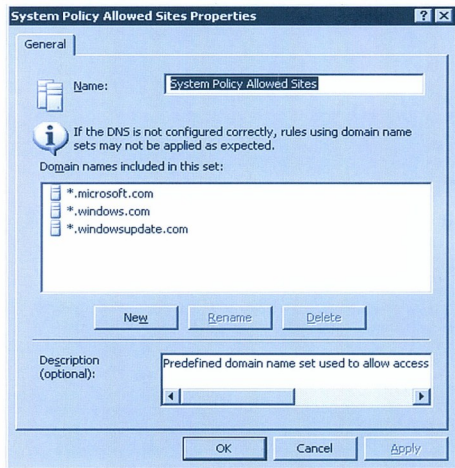 System Policy Allowed Sites Properties
General
Name:
System Policy Allowed Sites
If the DNS is not configured correctly, rules using domain name
sets may not be applied as expected.
Domain names included in this set:
*.microsoft.com
*.windows.com
*.windowsupdate.com
New
Rename
Delete
Description
(optional):
Predefined domain name set used to allow access
OK
Cancel
Apply